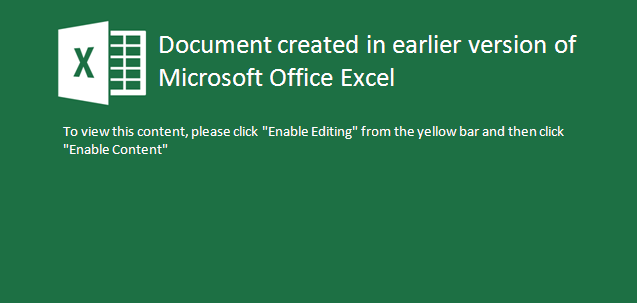 X
Document created in earlier version of
Microsoft Office Excel
To view this content, please click "Enable Editing" from the yellow bar and then click
"Enable Content"